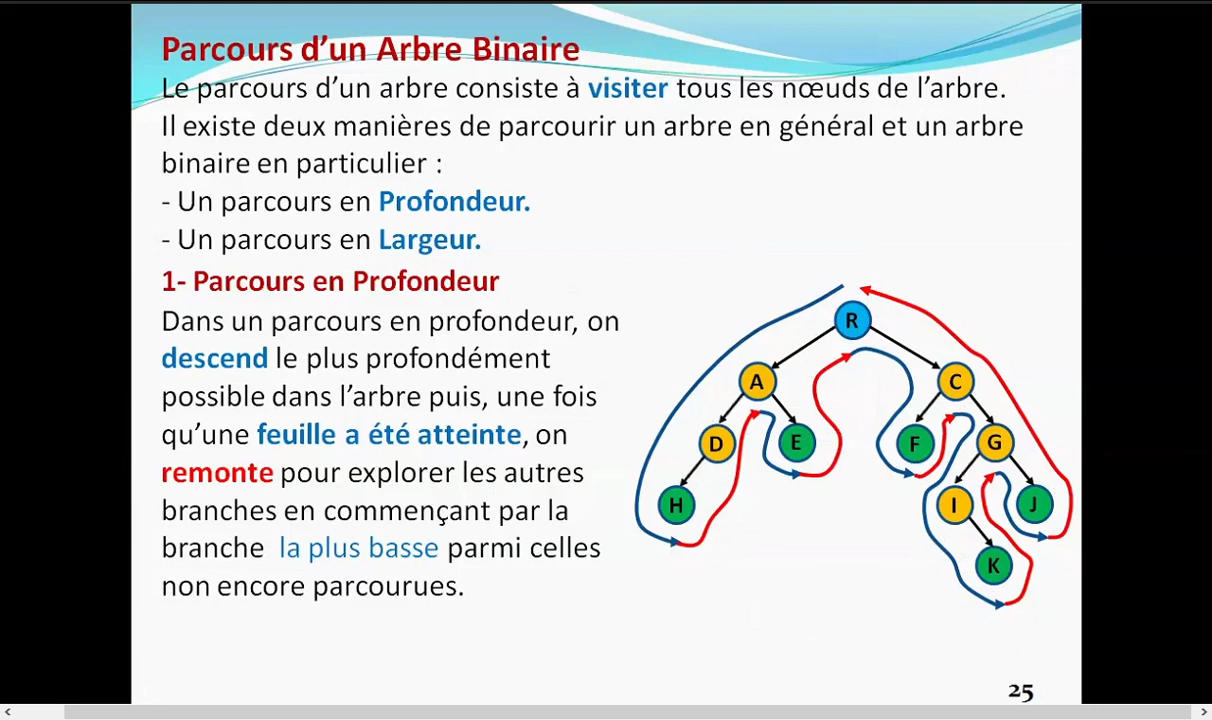 Parcours d’un Arbre Binaire
Le parcours d’un arbre consiste à visiter tous les nœuds de l’arbre.
Il existe deux manières de parcourir un arbre en général et un arbre
binaire en particulier :
- Un parcours en Profondeur.
- Un parcours en Largeur.
1- Parcours en Profondeur
Dans un parcours en profondeur, on
descend le plus profondément
possible dans l’arbre puis, une fois
qu’une feuille a été atteinte, on
remonte pour explorer les autres
branches en commençant par la
branche la plus basse parmi celles
non encore parcourues.
R
A C
D E F G
H I J
K
25